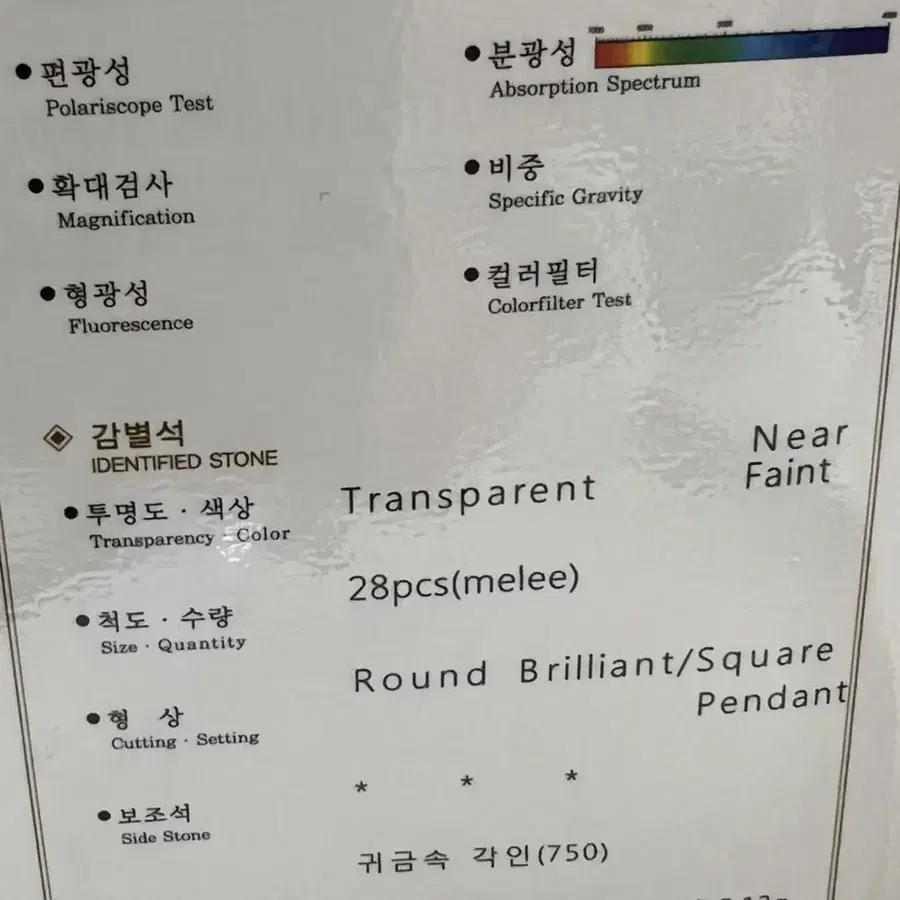 ● 편광성
Polariscope Test
● 분광성
Absorption Spectrum
● 확대검사
Magnification
● 비중
Specific Gravity
● 형광성
Fluorescence
● 컬러필터
Colorfilter Test
◈ 감별석
IDENTIFIED STONE
● 투명도 · 색상
Transparency · Color
Transparent
Near
Faint
● 척도 · 수량
Size · Quantity
28pcs(melee)
● 형 상
Cutting · Setting
Round Brilliant/Square
Pendant
● 보조석
Side Stone
* * *
귀금속 각인(750)